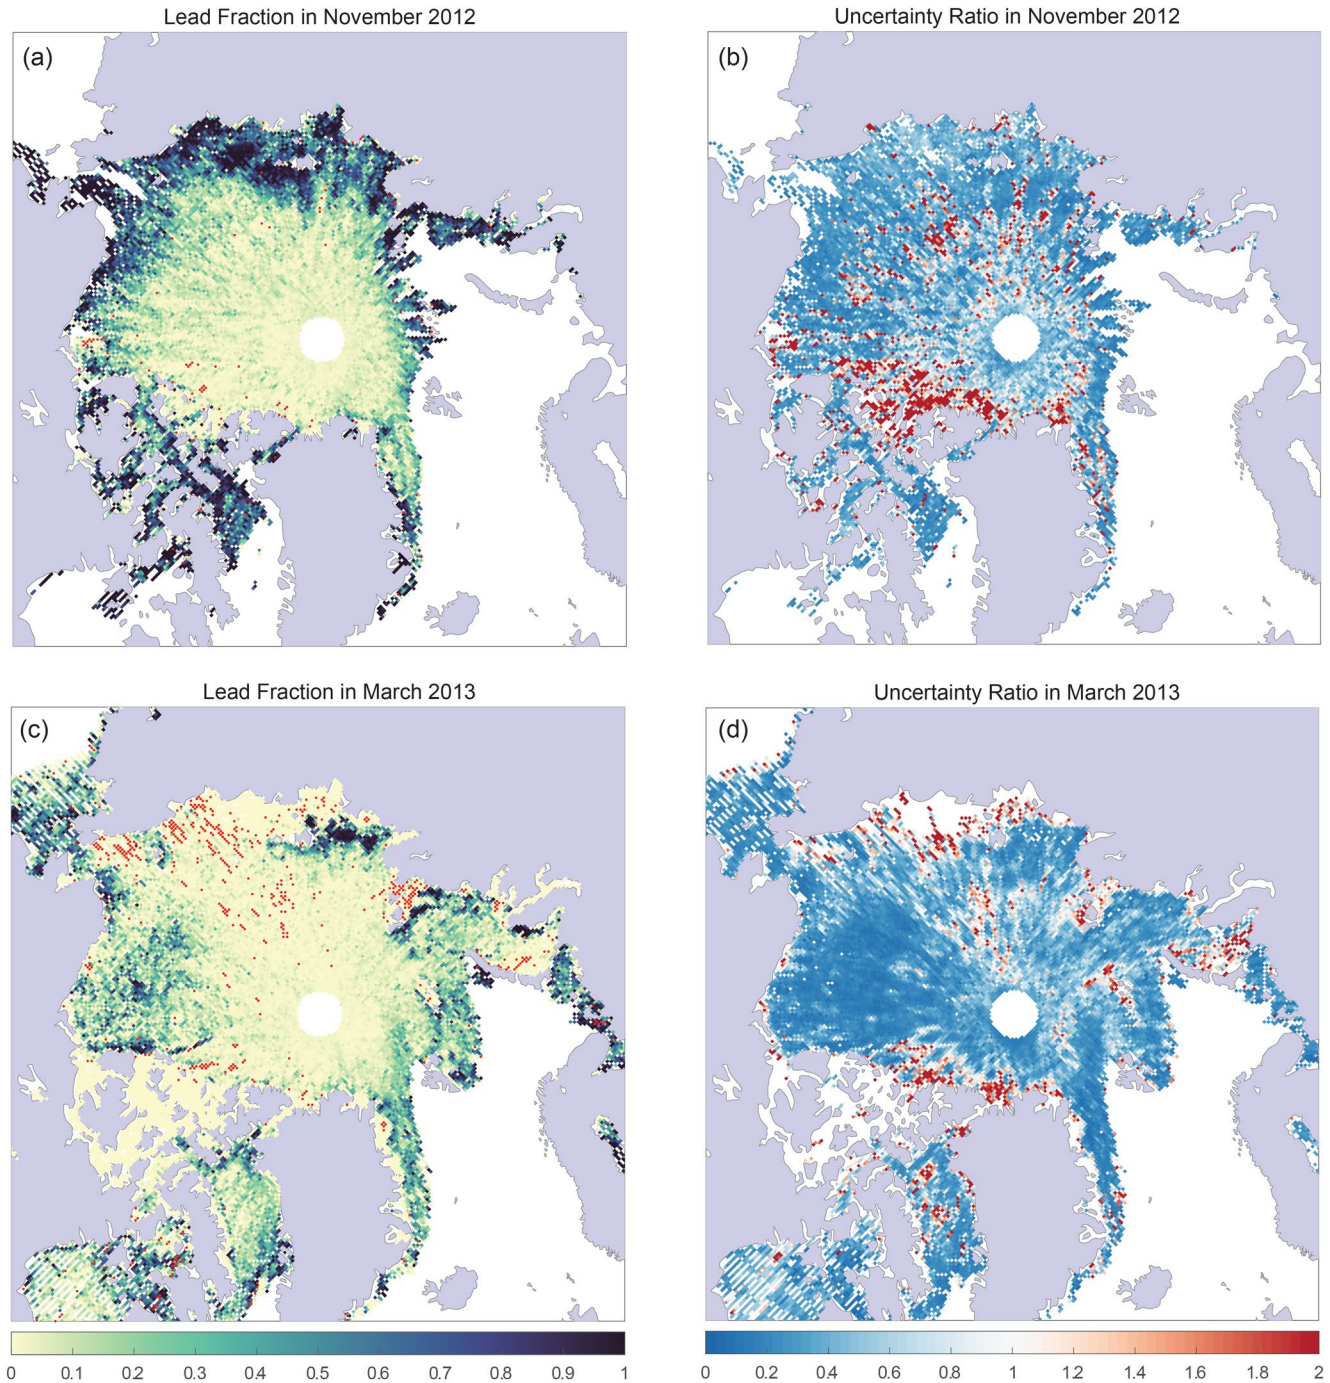 Lead Fraction in November 2012
Uncertainty Ratio in November 2012
(a)
(b)
Lead Fraction in March 2013
Uncertainty Ratio in March 2013
(c)
(d)
0 0.1 0.2 0.3 0.4 0.5 0.6 0.7 0.8 0.9 1
0 0.2 0.4 0.6 0.8 1 1.2 1.4 1.6 1.8 2